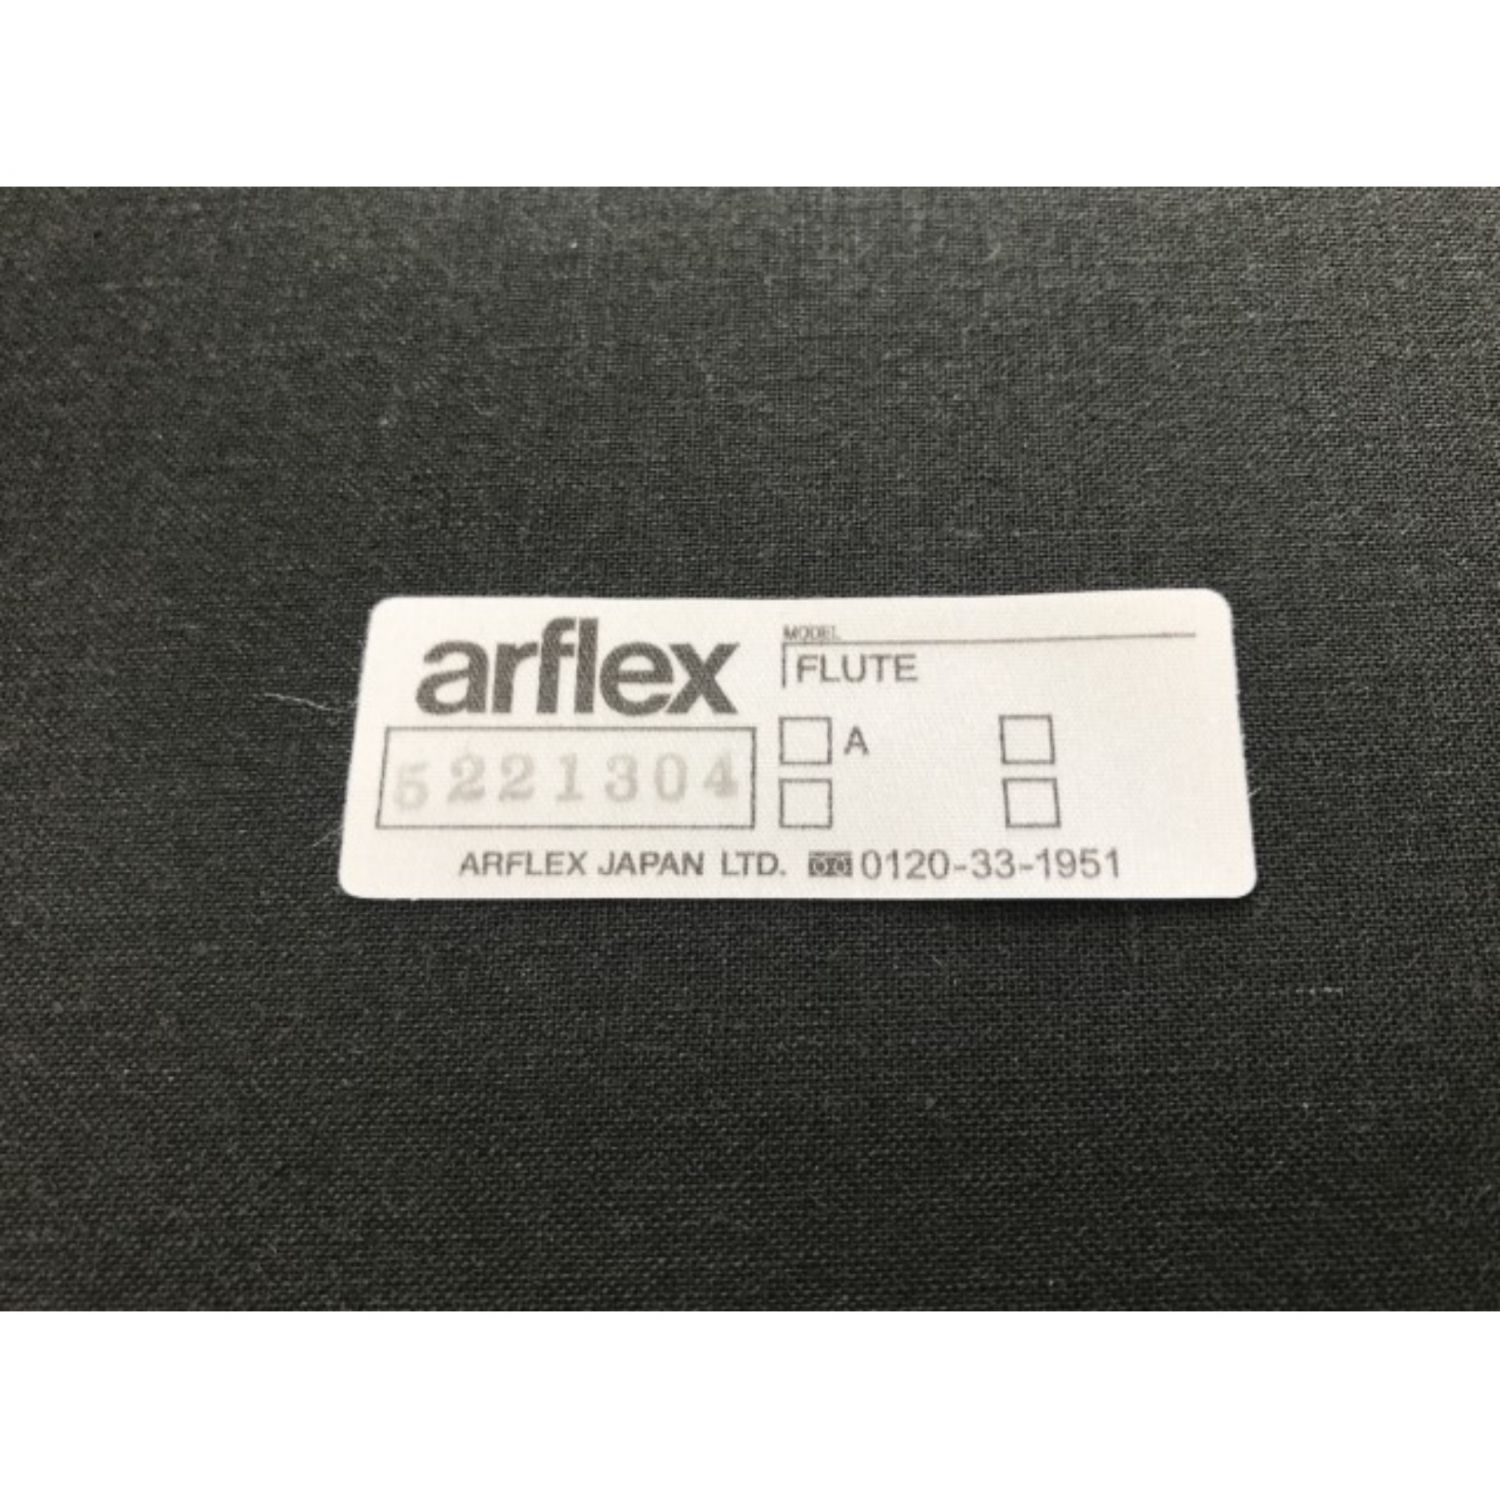 arflex
MODEL
FLUTE
A
5221304
ARFLEX JAPAN LTD. 0120-33-1951